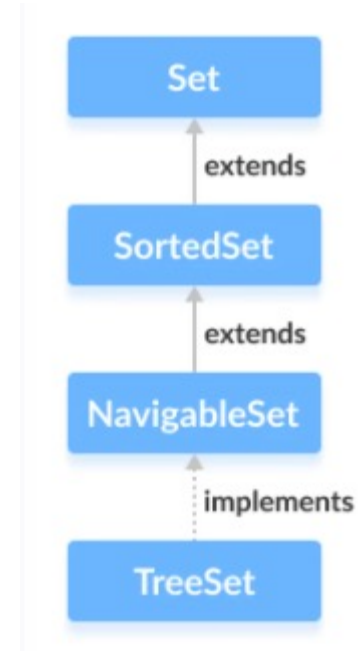 Set
extends
SortedSet
extends
NavigableSet
implements
TreeSet